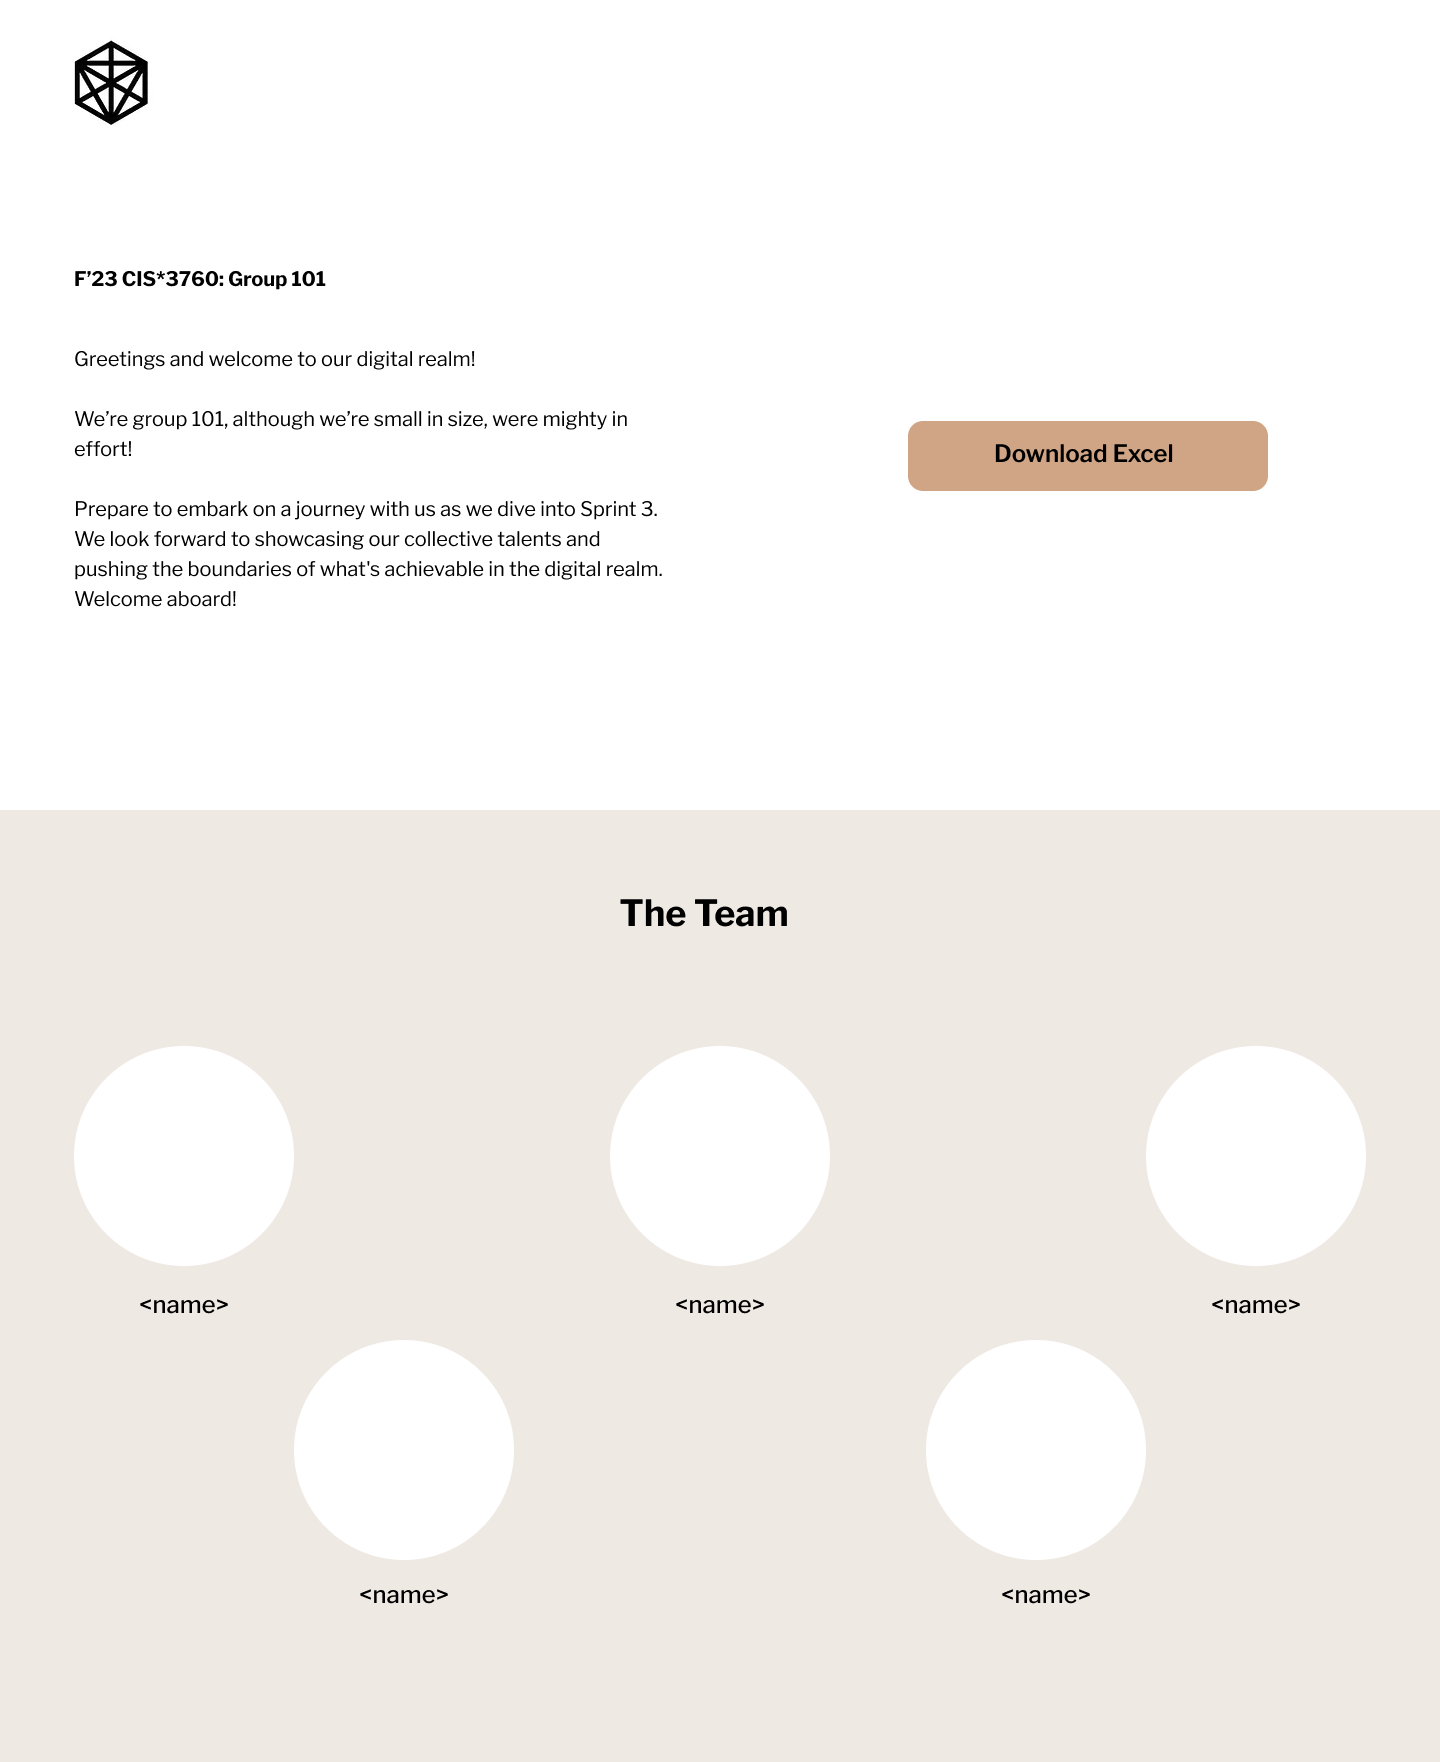 F’23 CIS*3760: Group 101
Greetings and welcome to our digital realm!
We’re group 101, although we’re small in size, were mighty in
effort!
Prepare to embark on a journey with us as we dive into Sprint 3.
We look forward to showcasing our collective talents and
pushing the boundaries of what's achievable in the digital realm.
Welcome aboard!
Download Excel
The Team
<name>
<name>
<name>
<name>
<name>